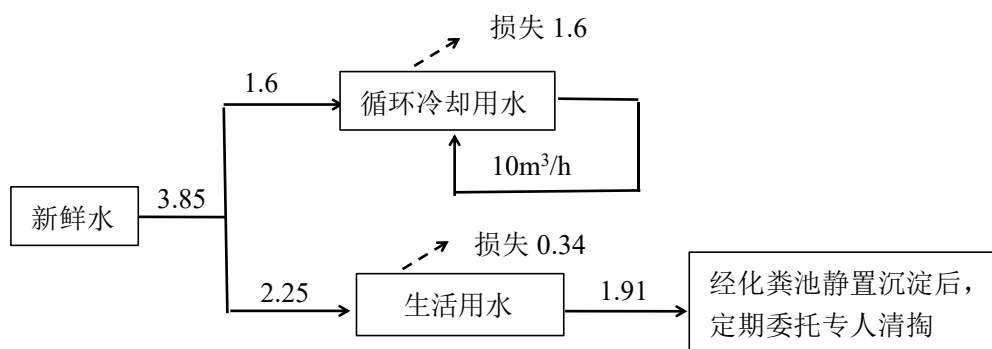 损失 1.6
1.6
循环冷却用水
10m³/h
3.85
新鲜水
损失 0.34
2.25
生活用水
1.91
经化粪池静置沉淀后，
定期委托专人清掏